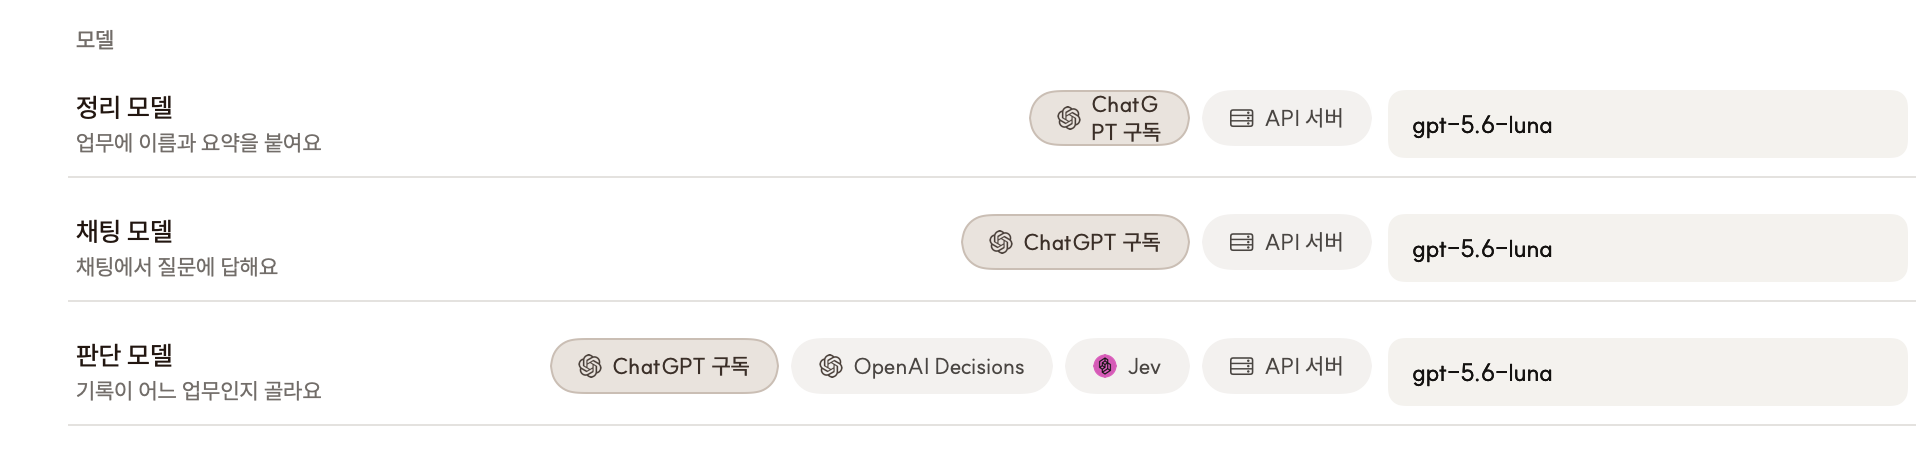 모델
정리 모델
업무에 이름과 요약을 붙여요
ChatG
PT 구독
API 서버
gpt-5.6-luna
채팅 모델
채팅에서 질문에 답해요
ChatGPT 구독
API 서버
gpt-5.6-luna
판단 모델
기록이 어느 업무인지 골라요
ChatGPT 구독
OpenAI Decisions
Jev
API 서버
gpt-5.6-luna